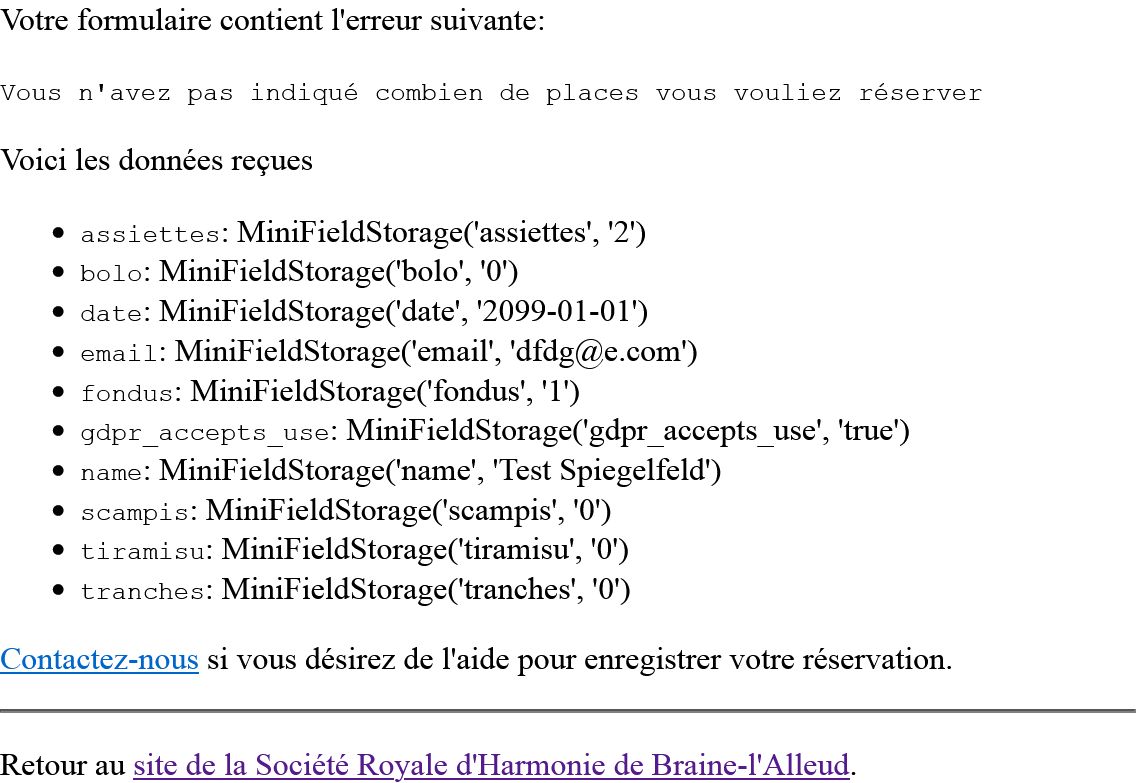 Votre formulaire contient l'erreur suivante:
Vous n'avez pas indiqué combien de places vous vouliez réserver
Voici les données reçues
• assiettes: MiniFieldStorage('assiettes', '2')
• bolo: MiniFieldStorage('bolo', '0')
• date: MiniFieldStorage('date', '2099-01-01')
• email: MiniFieldStorage('email', 'dfdg@e.com')
• fondus: MiniFieldStorage('fondus', '1')
• gdpr_accepts_use: MiniFieldStorage('gdpr_accepts_use', 'true')
• name: MiniFieldStorage('name', 'Test Spiegelfeld')
• scampis: MiniFieldStorage('scampis', '0')
• tiramisu: MiniFieldStorage('tiramisu', '0')
• tranches: MiniFieldStorage('tranches', '0')
Contactez-nous si vous désirez de l'aide pour enregistrer votre réservation.
Retour au site de la Société Royale d'Harmonie de Braine-l'Alleud.